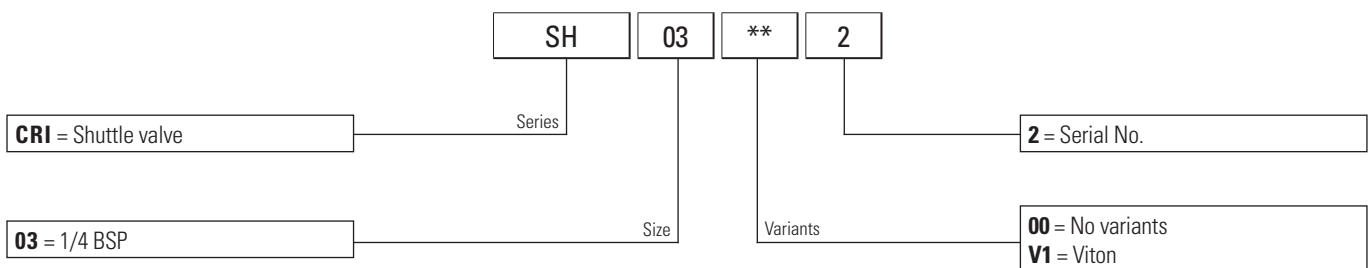 SH 03 ** 2
Series
CRI = Shuttle valve
2 = Serial No.
Size
Variants
03 = 1/4 BSP
00 = No variants
V1 = Viton